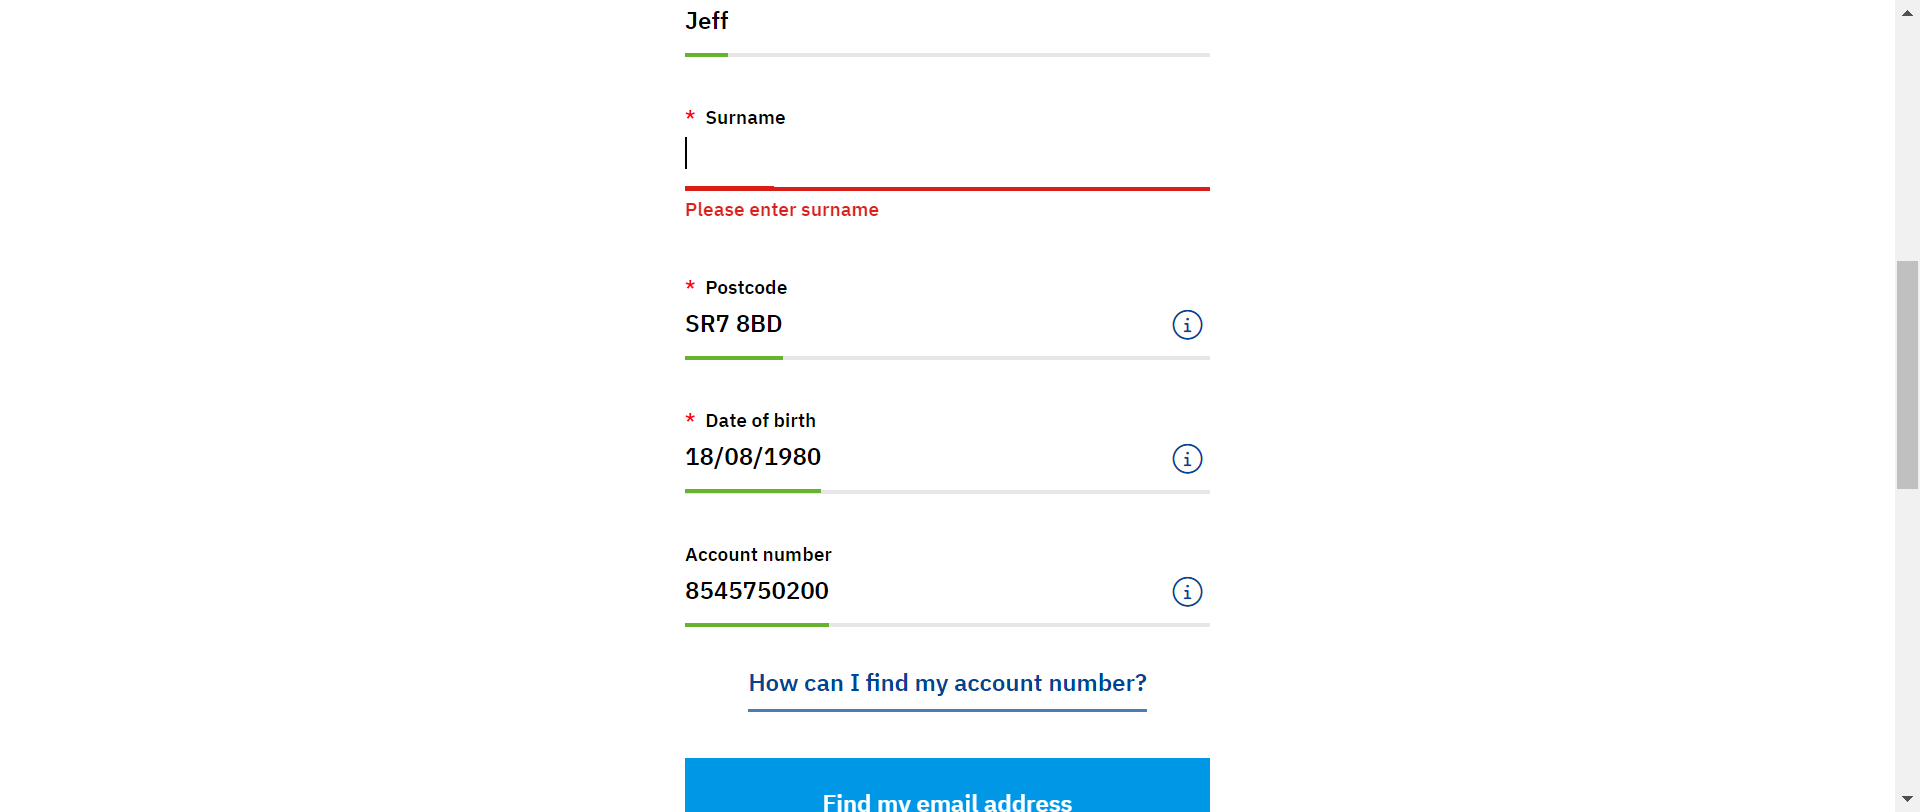 Jeff
* Surname
Please enter surname
* Postcode
SR7 8BD
* Date of birth
18/08/1980
Account number
8545750200
How can I find my account number?
Find my email address